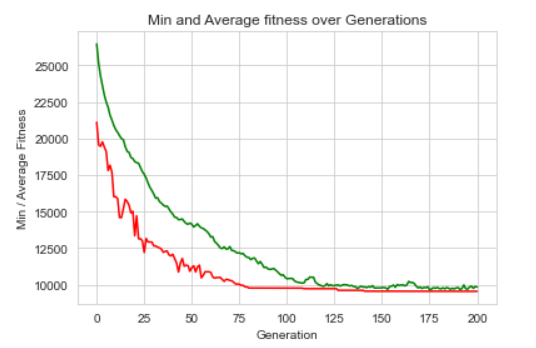 Min and Average fitness over Generations
25000
22500
20000
17500
15000
12500
10000
Min / Average Fitness
0 25 50 75 100 125 150 175 200
Generation